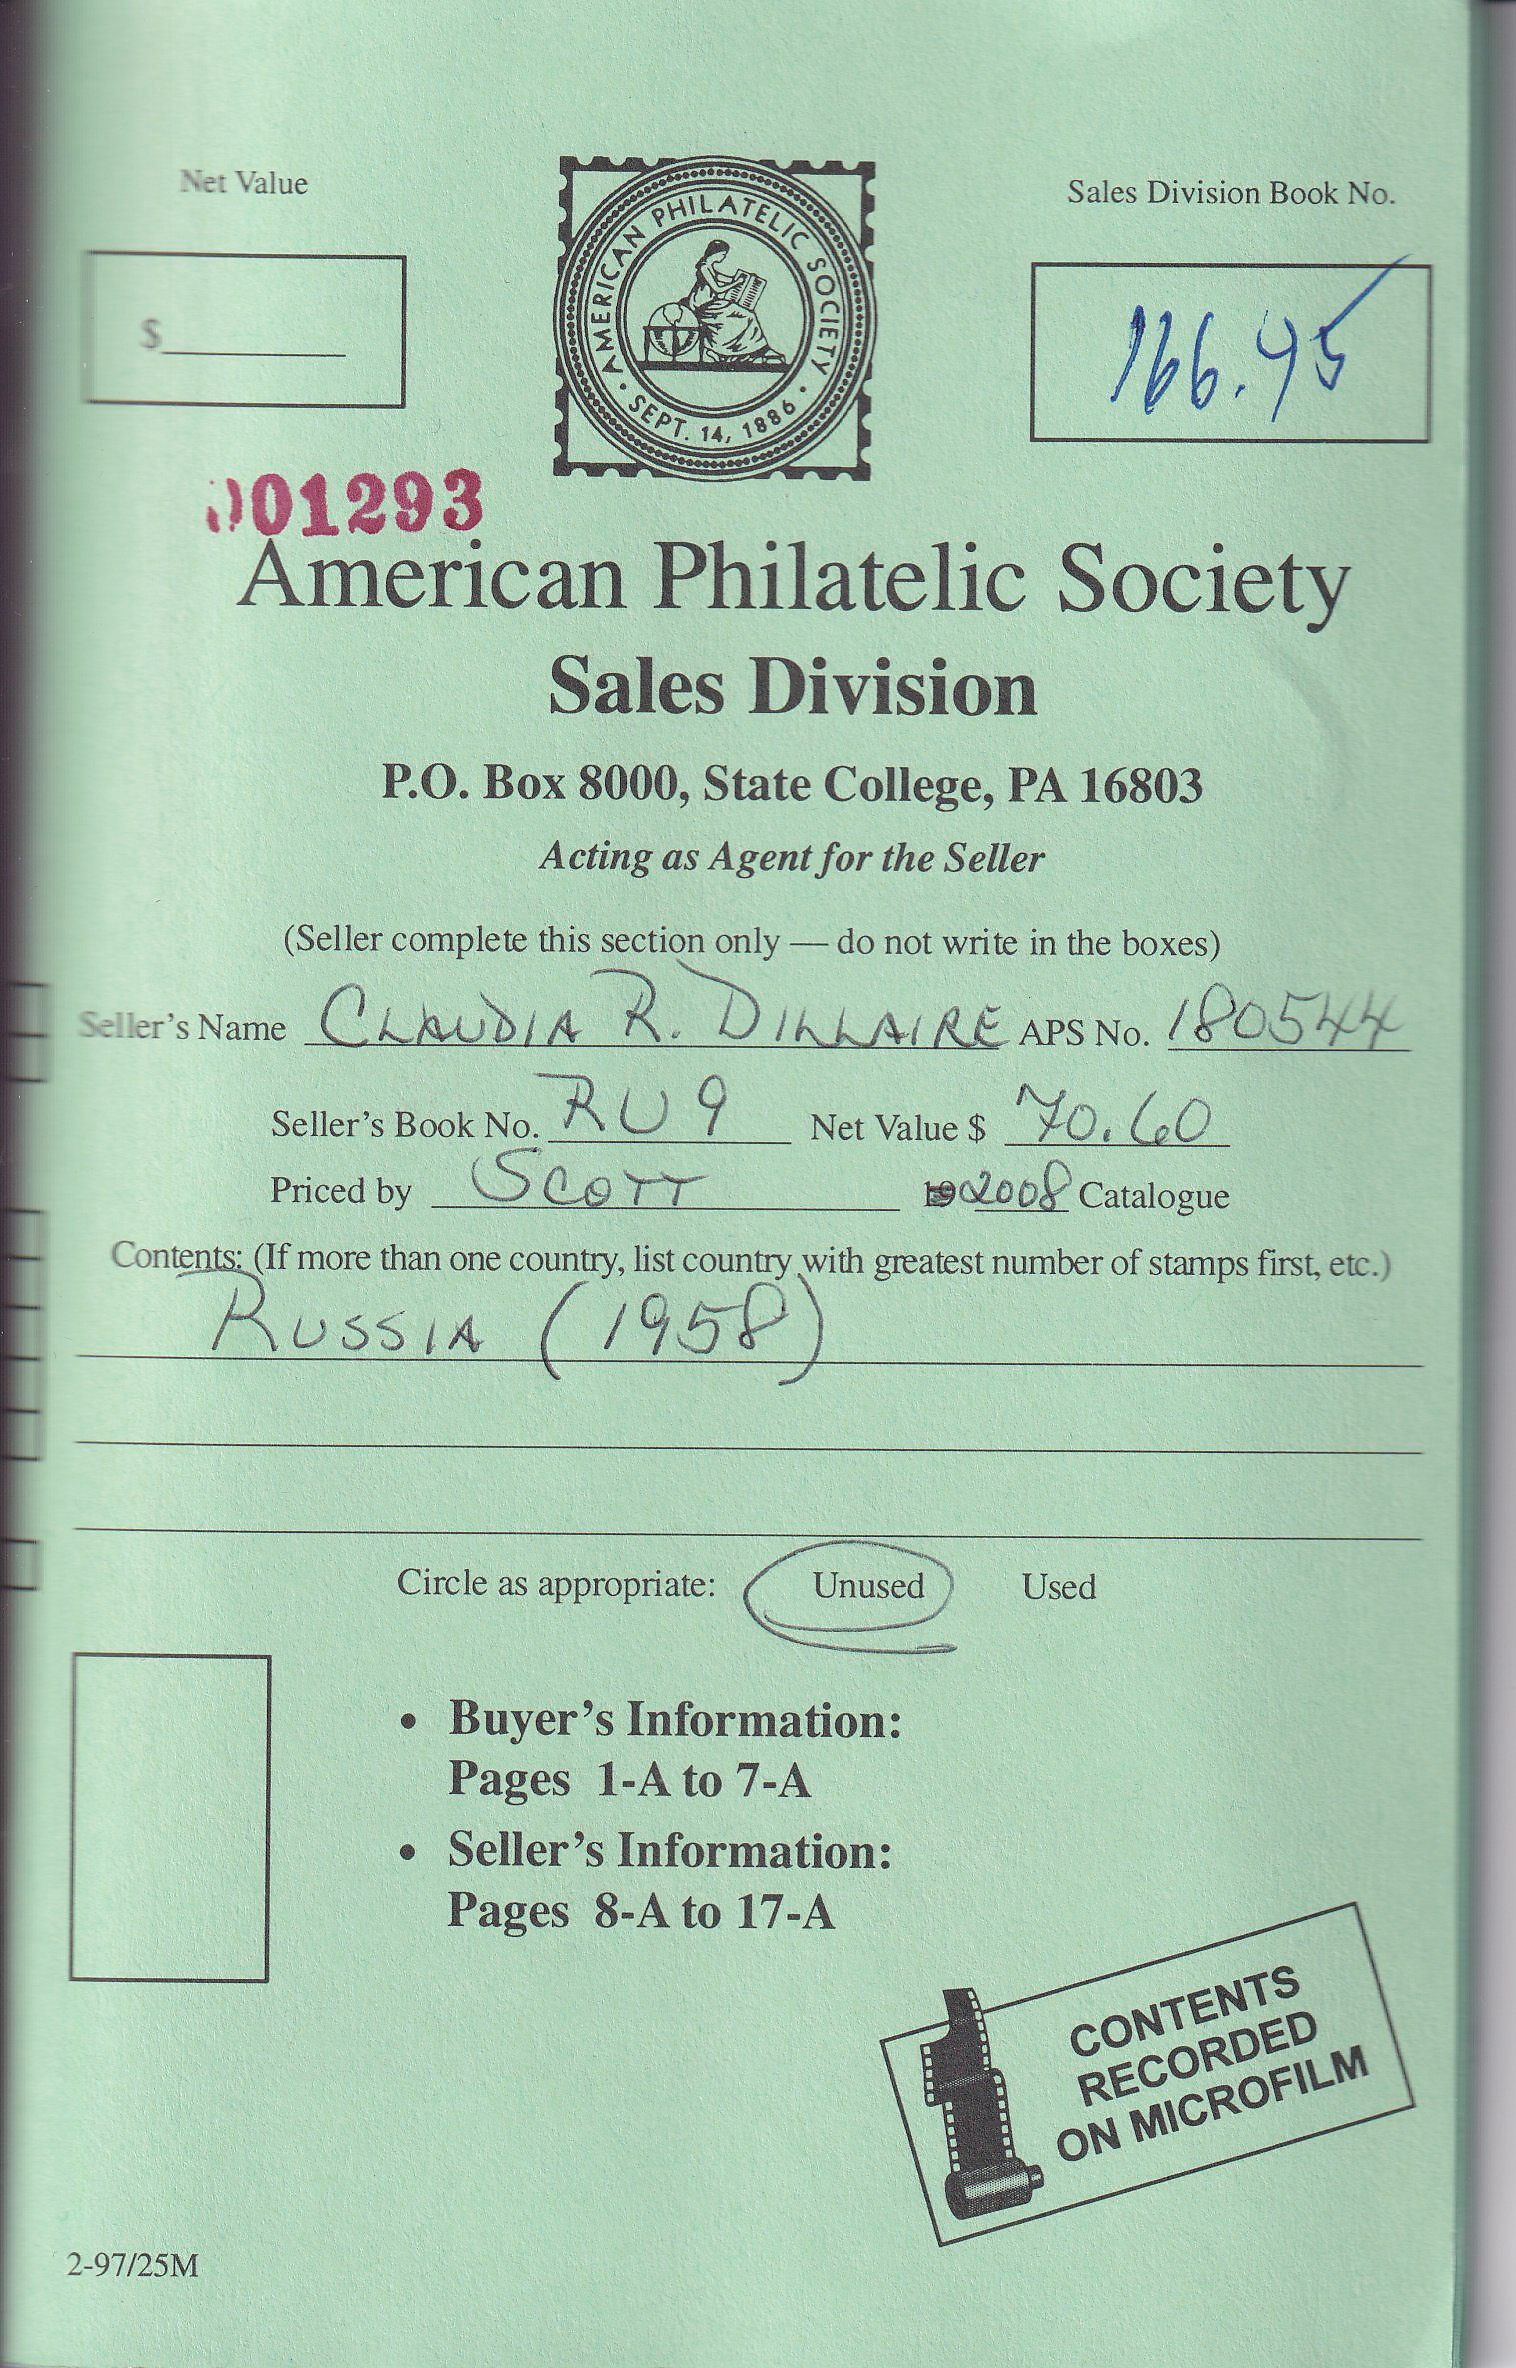 Net Value
Sales Division Book No.
$
166.45
AMERICAN PHILATELIC SOCIETY
SEPT. 14, 1886
01293
American Philatelic Society
Sales Division
P.O. Box 8000, State College, PA 16803
Acting as Agent for the Seller
(Seller complete this section only — do not write in the boxes)
Seller's Name CLAUDIA R. DILLAIRE APS No. 180544
Seller's Book No. RU 9 Net Value $ 70.60
Priced by SCOTT 19 2008 Catalogue
Contents: (If more than one country, list country with greatest number of stamps first, etc.)
RUSSIA (1958)
Circle as appropriate: Unused Used
• Buyer's Information:
Pages 1-A to 7-A
• Seller's Information:
Pages 8-A to 17-A
CONTENTS
RECORDED
ON MICROFILM
2-97/25M